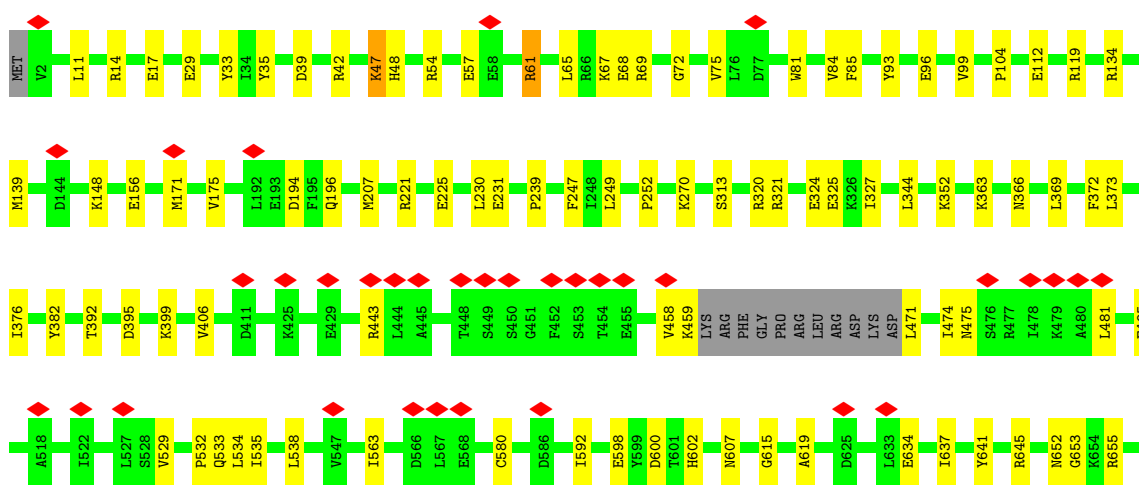 MET V2 L11 R14 E17 E29 Y33 I34 Y35 D39 R42 K47 H48 R54 E57 E58 R61 L65 R66 K67 E68 R69 G72 V75 L76 D77 W81 V84 F85 Y93 E96 V99 P104 E112 R119 R134
M139 D144 K148 E156 M171 V175 L192 E193 D194 F195 Q196 M207 R221 E225 L230 E231 P239 F247 I248 L249 P252 K270 S313 R320 R321 E324 E325 K326 I327 L344 K352 K363 N366 L369 F372 L373
I376 Y382 T392 D395 K399 V406 D411 K425 E429 R443 L444 A445 T448 S449 S450 G451 F452 S453 T454 E455 V458 K459 LYS ARG PHE GLY PRO ARG LEU ARG ASP LYS ASP L471 I474 N475 S476 R477 I478 K479 A480 L481
A518 I522 L527 S528 V529 P532 Q533 L534 I535 L538 V547 I563 D566 L567 E568 C580 D586 I592 E598 Y599 D600 T601 H602 N607 G615 A619 D625 L633 E634 I637 Y641 R645 N652 G653 K654 R655